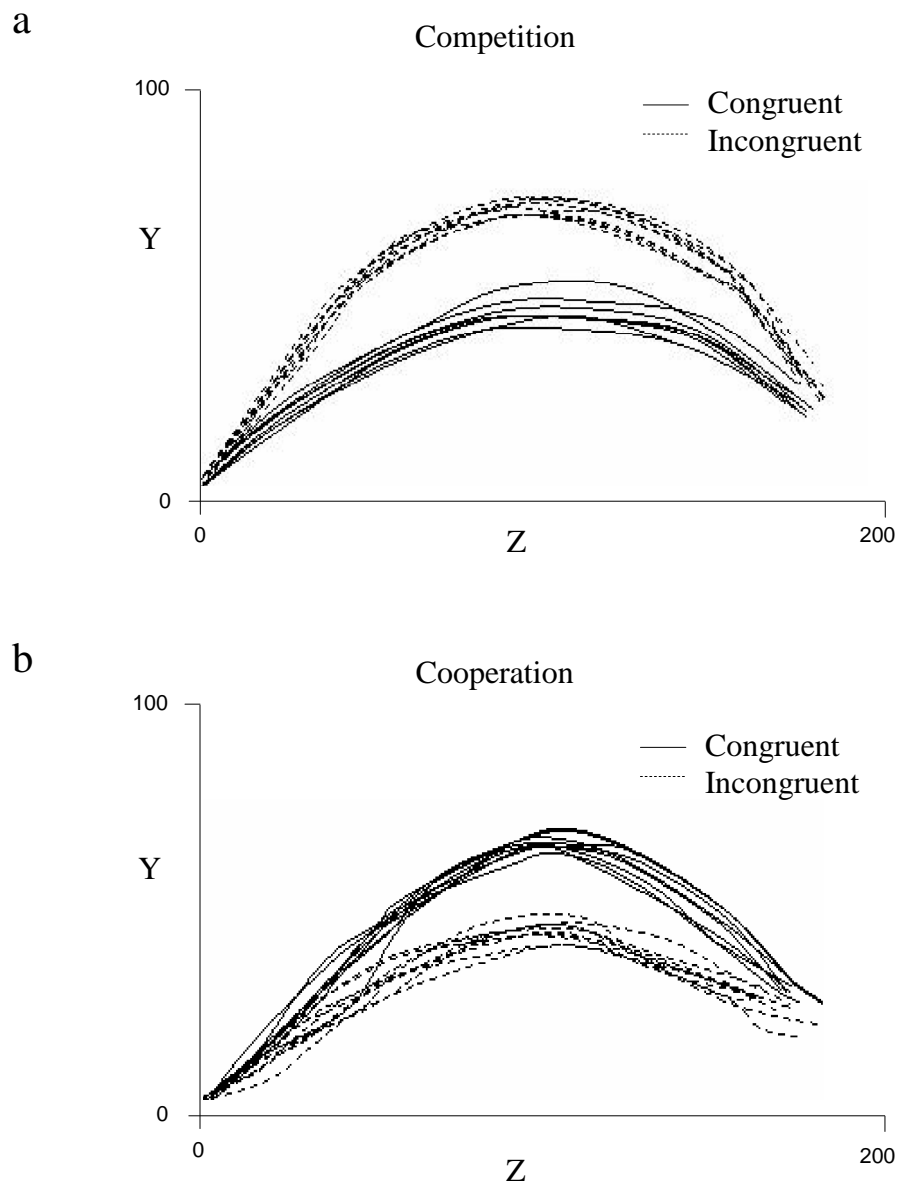 a
Competition
100
Congruent
Incongruent
Y
0
0
200
Z
b
Cooperation
100
Congruent
Incongruent
Y
0
0
200
Z